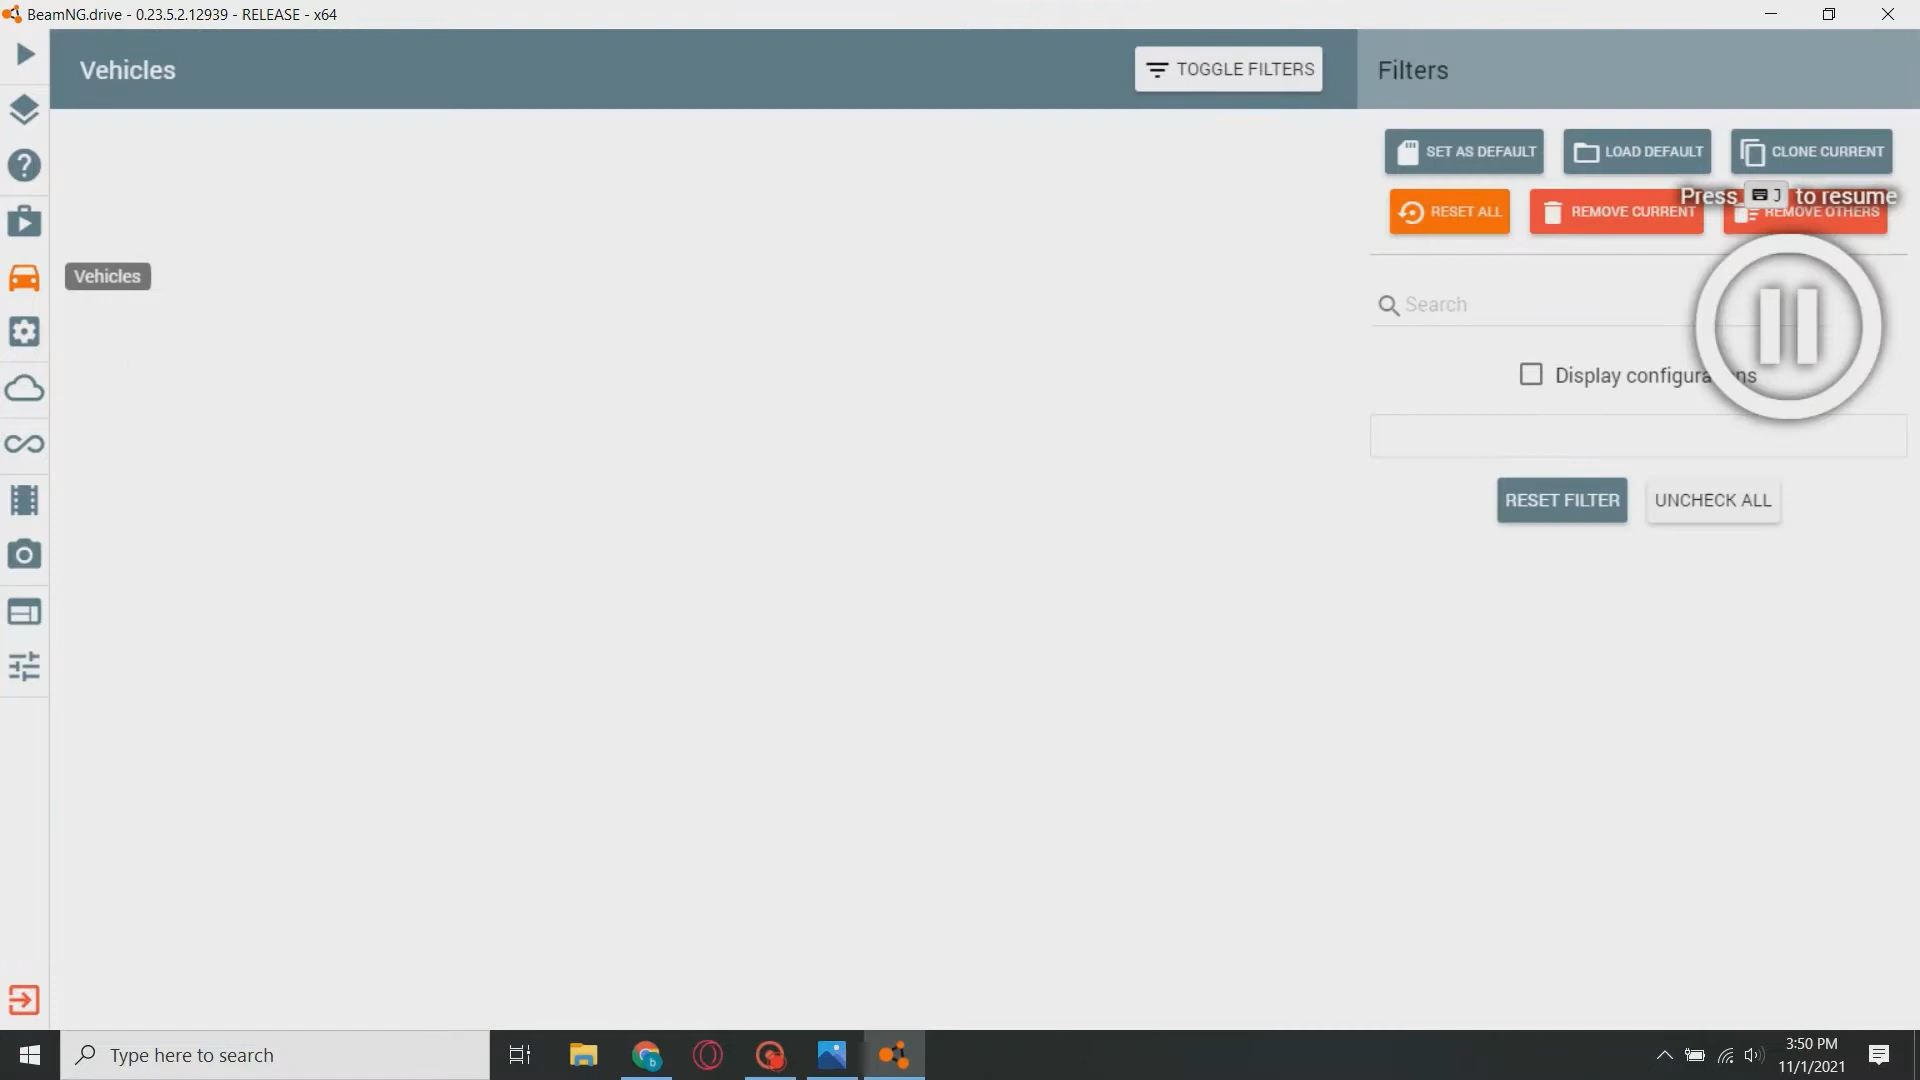 BeamNG.drive - 0.23.5.2.12939 - RELEASE - x64
Vehicles
TOGGLE FILTERS
Filters
SET AS DEFAULT
LOAD DEFAULT
CLONE CURRENT
Press J to resume
RESET ALL
REMOVE CURRENT
REMOVE OTHERS
Vehicles
Search
Display configurations
RESET FILTER
UNCHECK ALL
Type here to search
3:50 PM
11/1/2021